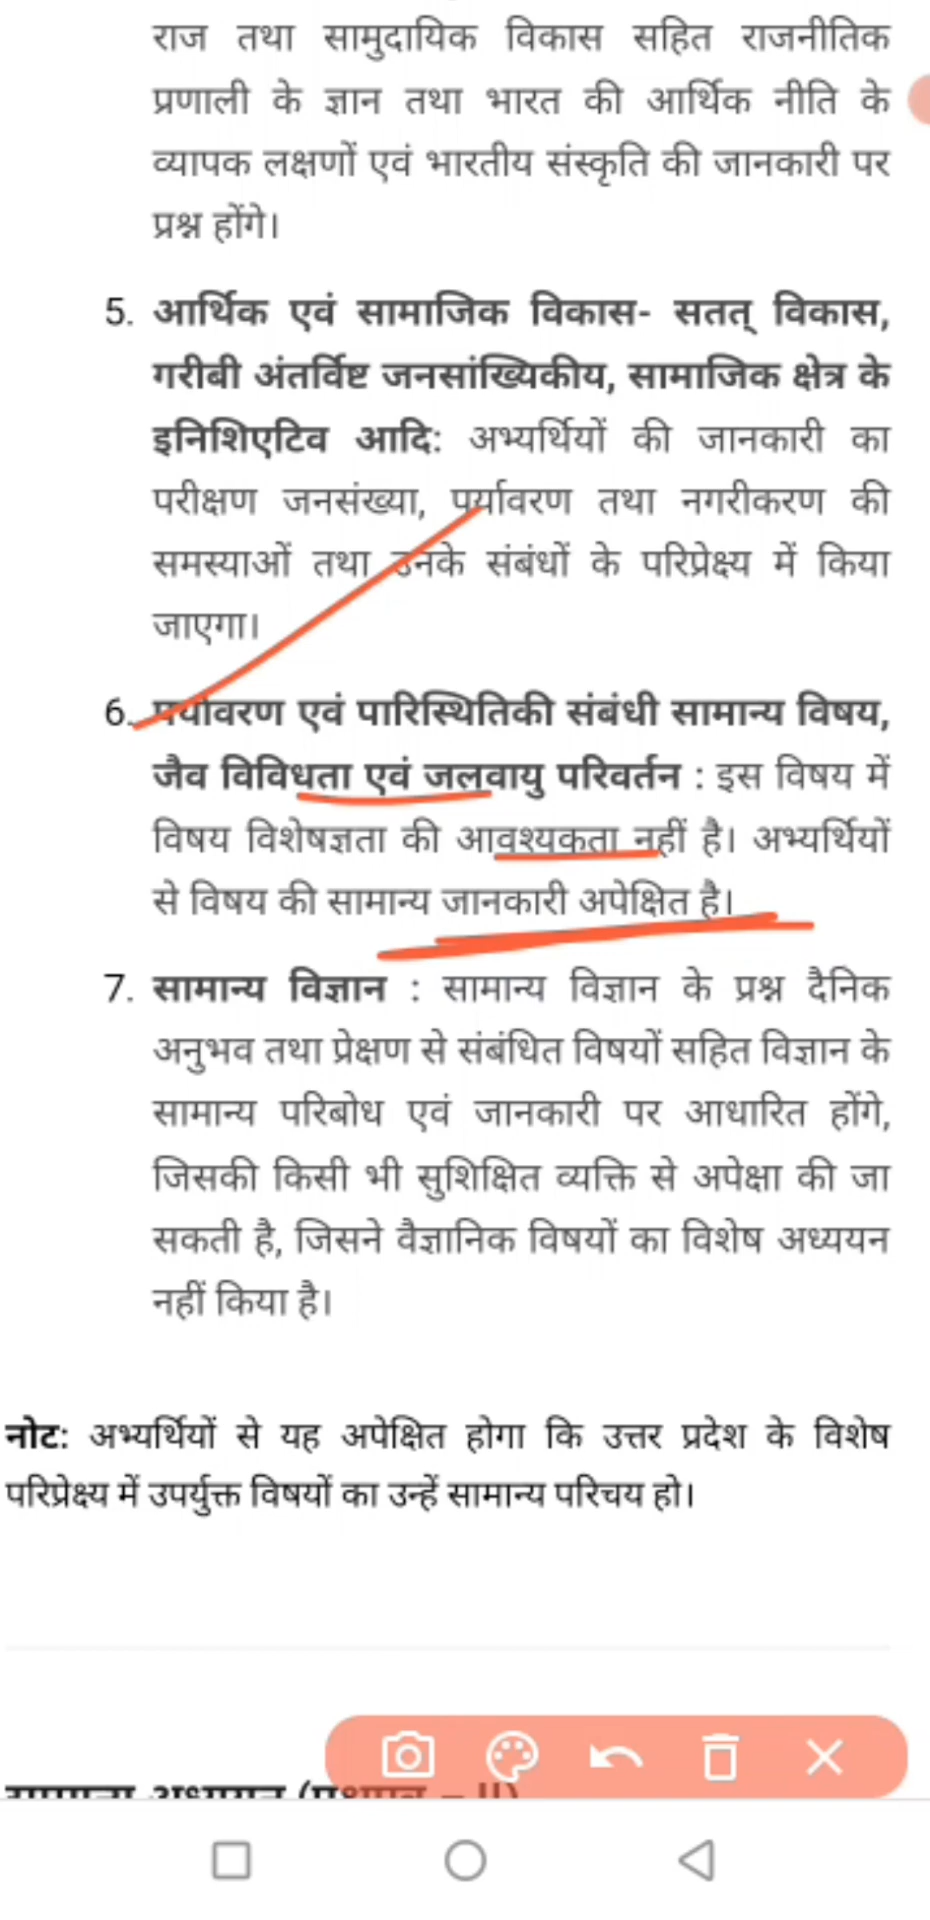 राज तथा सामुदायिक विकास सहित राजनीतिक
प्रणाली के ज्ञान तथा भारत की आर्थिक नीति के
व्यापक लक्षणों एवं भारतीय संस्कृति की जानकारी पर
प्रश्न होंगे।
5. आर्थिक एवं सामाजिक विकास- सतत् विकास,
गरीबी अंतर्विष्ट जनसांख्यिकीय, सामाजिक क्षेत्र के
इनिशिएटिव आदि: अभ्यर्थियों की जानकारी का
परीक्षण जनसंख्या, पर्यावरण तथा नगरीकरण की
समस्याओं तथा उनके संबंधों के परिप्रेक्ष्य में किया
जाएगा।
6. पर्यावरण एवं पारिस्थितिकी संबंधी सामान्य विषय,
जैव विविधता एवं जलवायु परिवर्तन : इस विषय में
विषय विशेषज्ञता की आवश्यकता नहीं है। अभ्यर्थियों
से विषय की सामान्य जानकारी अपेक्षित है।
7. सामान्य विज्ञान : सामान्य विज्ञान के प्रश्न दैनिक
अनुभव तथा प्रेक्षण से संबंधित विषयों सहित विज्ञान के
सामान्य परिबोध एवं जानकारी पर आधारित होंगे,
जिसकी किसी भी सुशिक्षित व्यक्ति से अपेक्षा की जा
सकती है, जिसने वैज्ञानिक विषयों का विशेष अध्ययन
नहीं किया है।
नोट: अभ्यर्थियों से यह अपेक्षित होगा कि उत्तर प्रदेश के विशेष
परिप्रेक्ष्य में उपर्युक्त विषयों का उन्हें सामान्य परिचय हो।